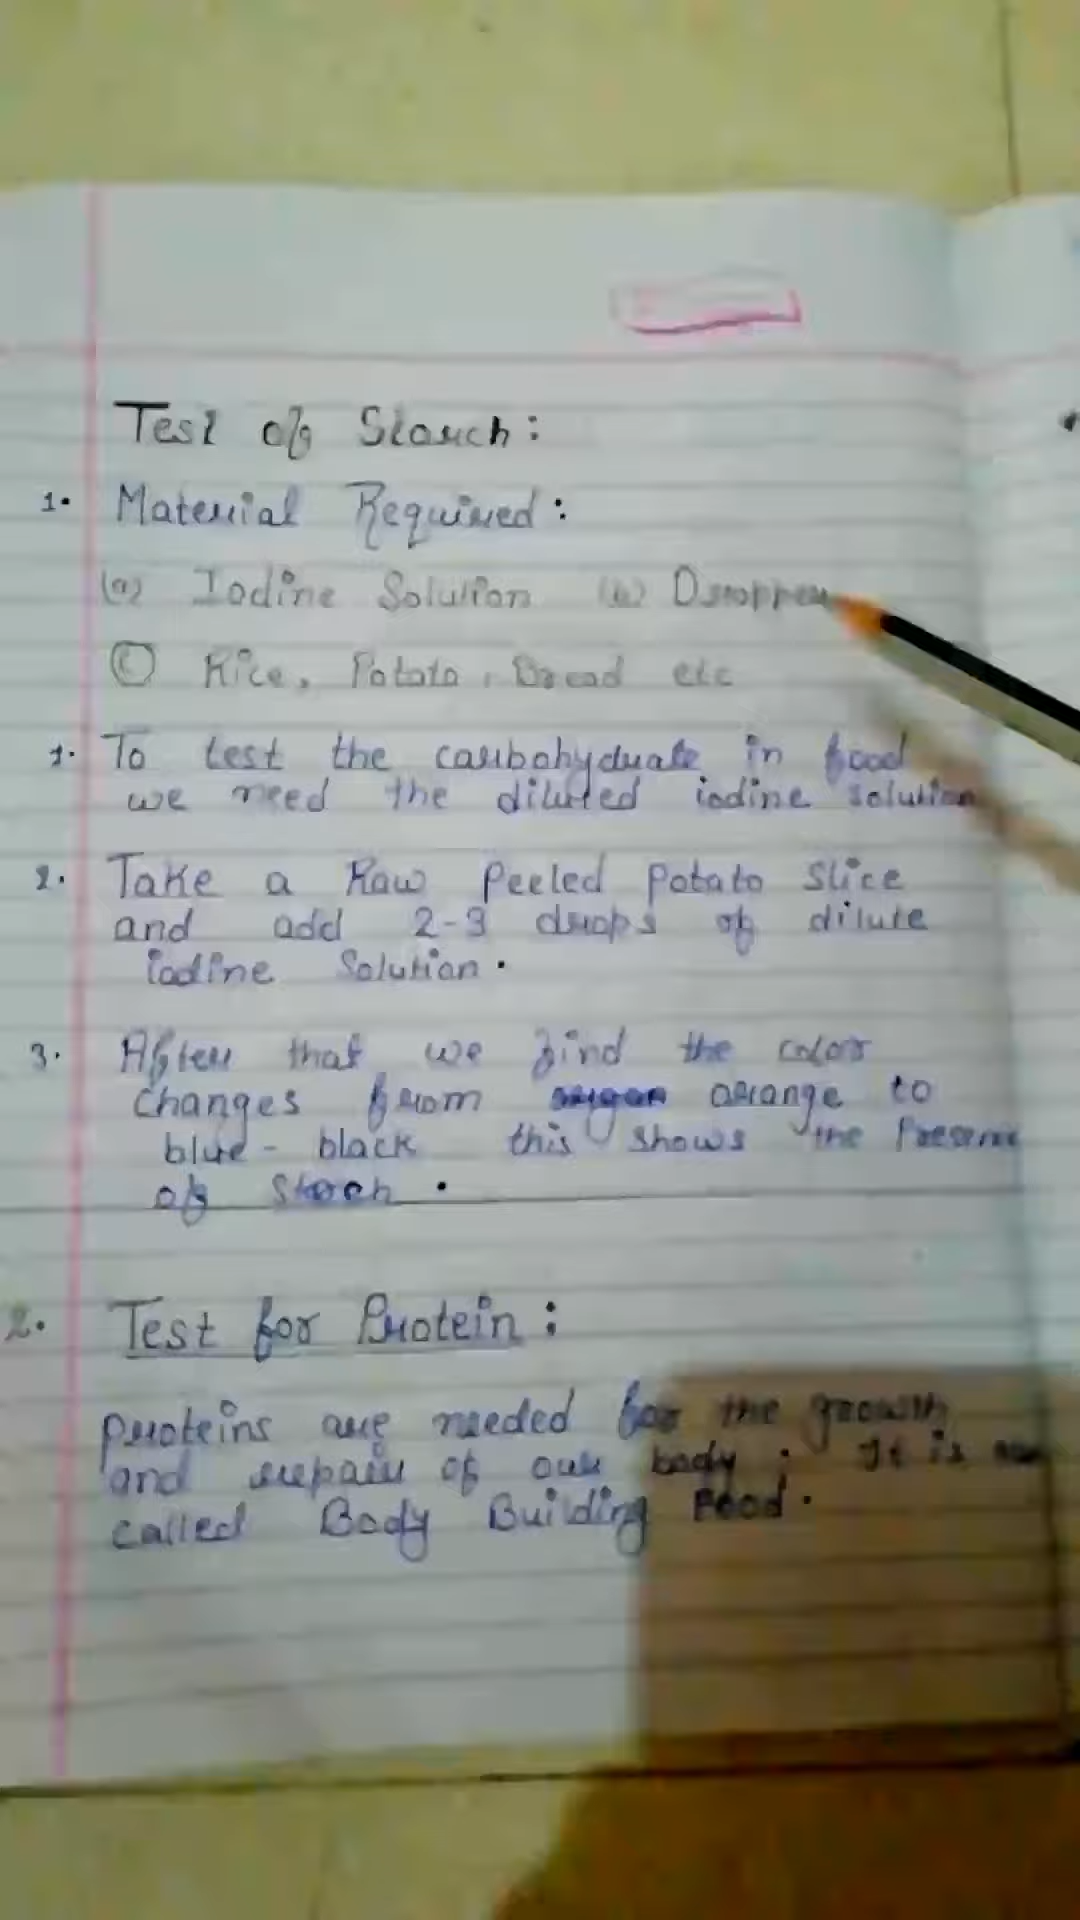 Test of Starch:
1. Material Required:
(a) Iodine Solution (b) Dropper
(C) Rice, Potato, Bread etc
1. To test the carbohydrate in food
we need the diluted iodine solution
2. Take a Raw Peeled Potato Slice
and add 2-3 drops of dilute
iodine Solution.
3. After that we find the color
changes from orange to
blue-black this shows the Presence
of Starch.
2. Test for Protein:
proteins are needed for the growth
and repair of our body; It is
called Body Building Food.